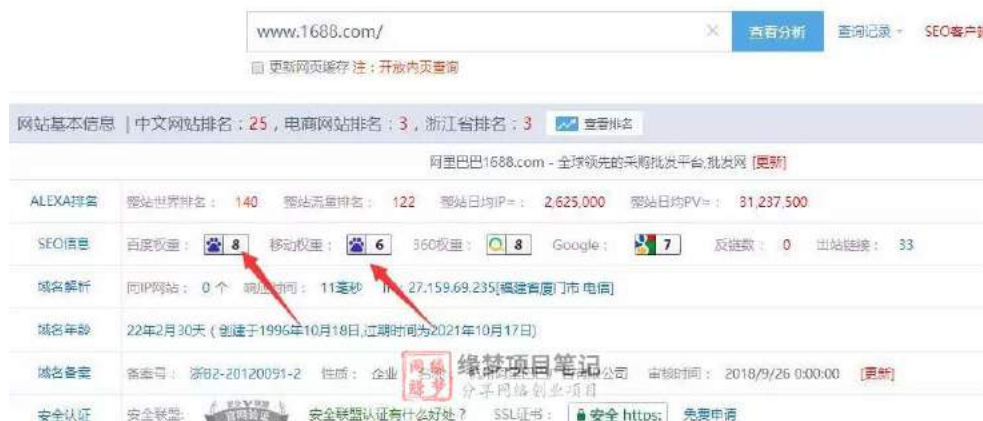 www.1688.com/ × 查看分析 查询记录 SEO客户端
更新网页缓存 注：开放内页查询
网站基本信息 | 中文网站排名：25，电商网站排名：3，浙江省排名：3 查看排名
阿里巴巴1688.com - 全球领先的采购批发平台,批发网 [更新]
ALEXA排名 整站世界排名： 140 整站流量排名： 122 整站日均IP≈： 2,625,000 整站日均PV≈： 31,237,500
SEO信息 百度权重： 8 移动权重： 6 360权重： 8 Google： 7 反链数： 0 出站链接： 33
域名解析 同IP网站： 0 个 响应时间： 11毫秒 IP：27.159.69.235[福建省厦门市 电信]
域名年龄 22年2月30天 ( 创建于1996年10月18日,过期时间为2021年10月17日)
域名备案 备案号： 浙B2-20120091-2 性质： 企业 公司 审核时间： 2018/9/26 0:00:00 [更新]
缘梦 缘梦项目笔记
分享网络创业项目
安全认证 安全联盟: 安全联盟认证有什么好处？ SSL证书： 安全 https: 免费申请